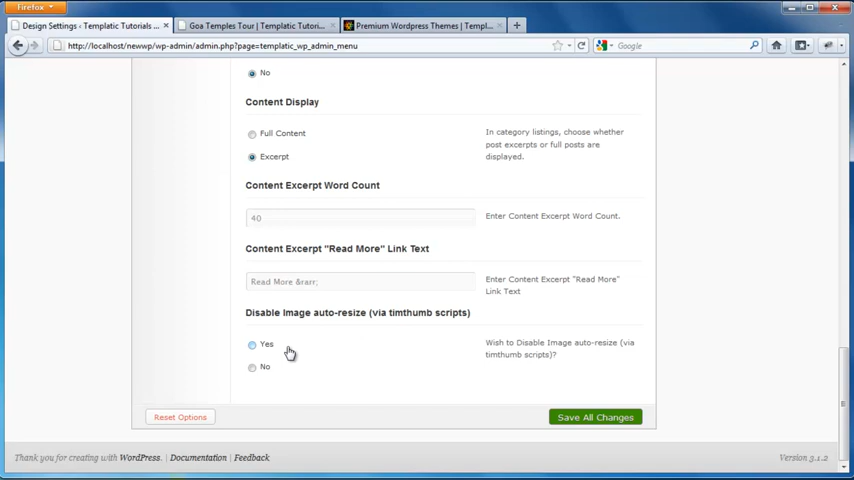 Firefox
Design Settings ‹ Templatic Tutorials ...
Goa Temples Tour | Templatic Tutori...
Premium Wordpress Themes | Templ...
http://localhost/newwp/wp-admin/admin.php?page=templatic_wp_admin_menu
Google
No
Content Display
Full Content
In category listings, choose whether
post excerpts or full posts are
displayed.
Excerpt
Content Excerpt Word Count
40
Enter Content Excerpt Word Count.
Content Excerpt "Read More" Link Text
Read More &rarr;
Enter Content Excerpt "Read More"
Link Text
Disable Image auto-resize (via timthumb scripts)
Yes
Wish to Disable Image auto-resize (via
timthumb scripts)?
No
Reset Options
Save All Changes
Thank you for creating with WordPress. | Documentation | Feedback
Version 3.1.2